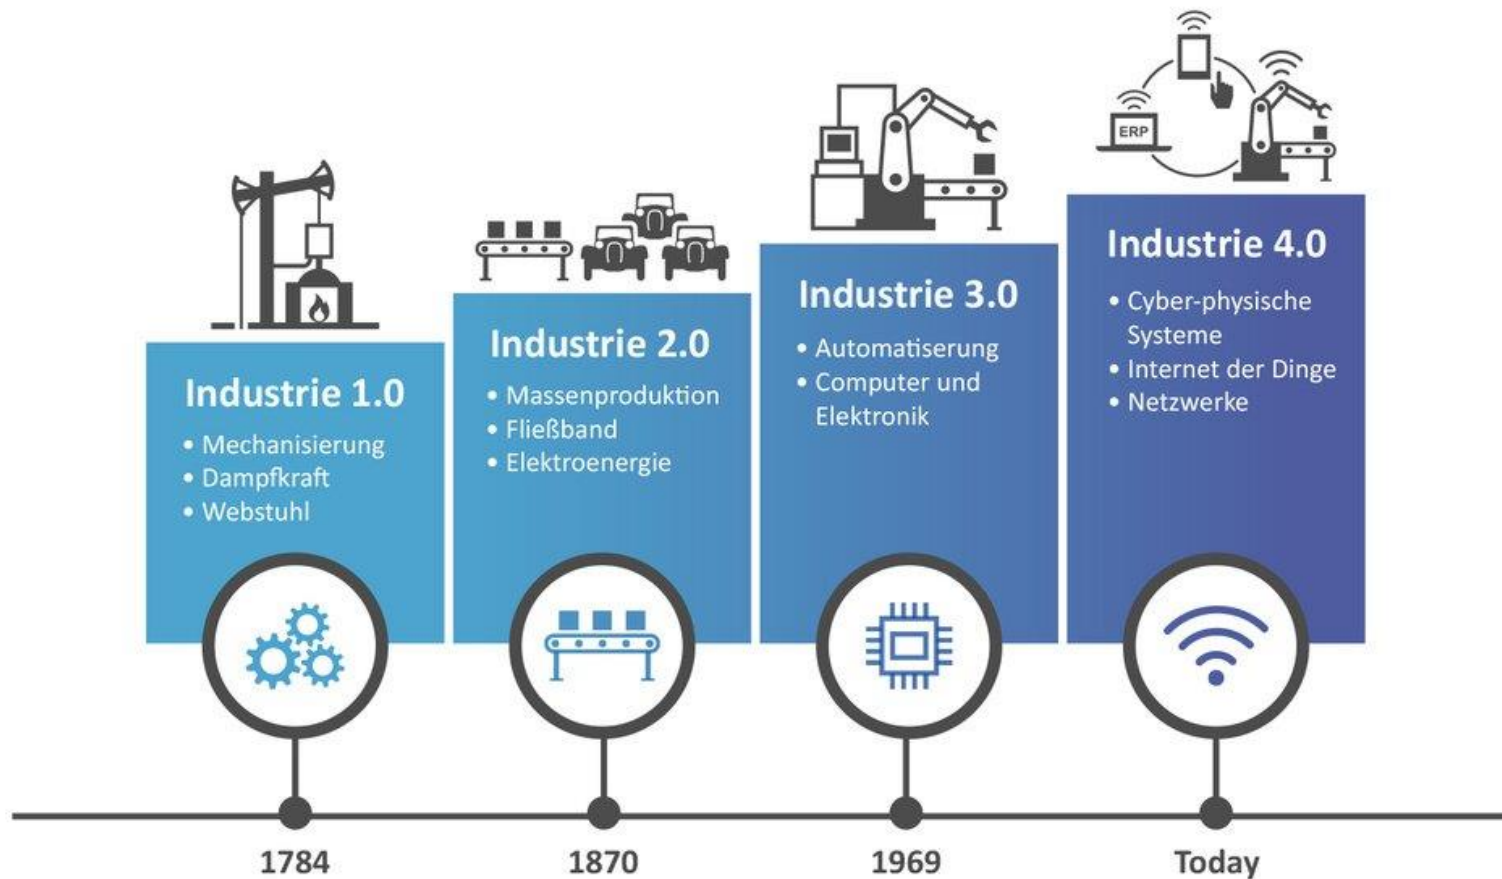 ERP
Industrie 1.0
• Mechanisierung
• Dampfkraft
• Webstuhl
Industrie 2.0
• Massenproduktion
• Fließband
• Elektroenergie
Industrie 3.0
• Automatiserung
• Computer und
Elektronik
Industrie 4.0
• Cyber-physische
Systeme
• Internet der Dinge
• Netzwerke
1784
1870
1969
Today